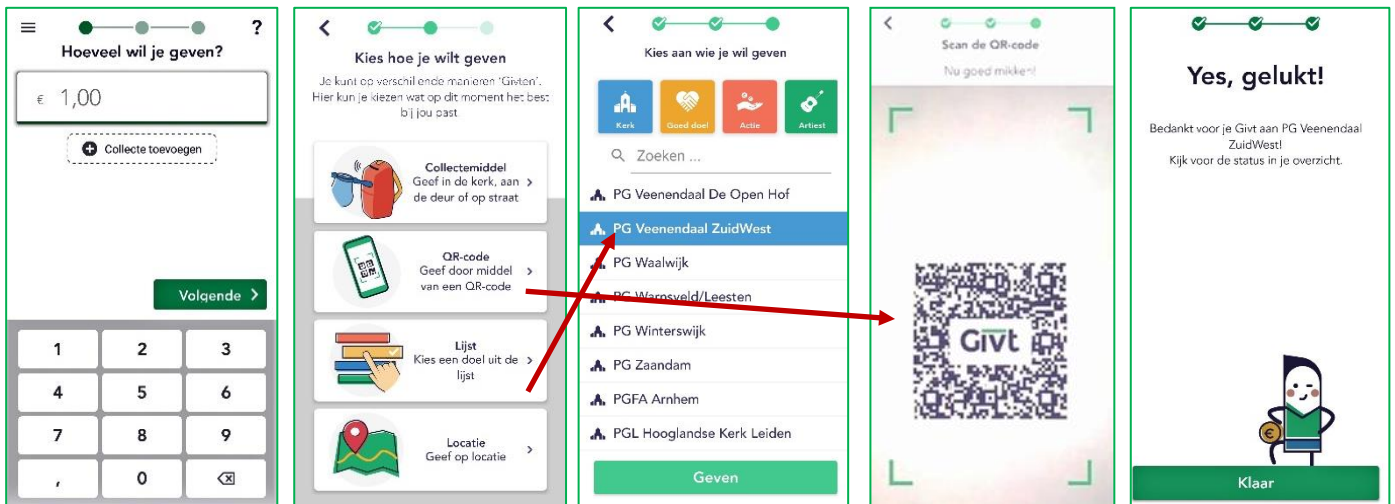 ?
Hoeveel wil je geven?
€ 1,00
Collecte toevoegen
Volgende
1 2 3
4 5 6
7 8 9
, 0
Kies hoe je wilt geven
Je kunt op verschillende manieren 'Givten'.
Hier kun je kiezen wat op dit moment het best
bij jou past
Collectemiddel
Geef in de kerk, aan
de deur of op straat
QR-code
Geef door middel
van een QR-code
Lijst
Kies een doel uit de
lijst
Locatie
Geef op locatie
Kies aan wie je wil geven
Kerk Goed doel Actie Artiest
Zoeken ...
PG Veenendaal De Open Hof
PG Veenendaal ZuidWest
PG Waalwijk
PG Warnsveld/Leesten
PG Winterswijk
PG Zaandam
PGFA Arnhem
PGL Hooglandse Kerk Leiden
Geven
Scan de QR-code
Nu goed mikken!
Givt
Yes, gelukt!
Bedankt voor je Givt aan PG Veenendaal
ZuidWest!
Kijk voor de status in je overzicht.
€
Klaar